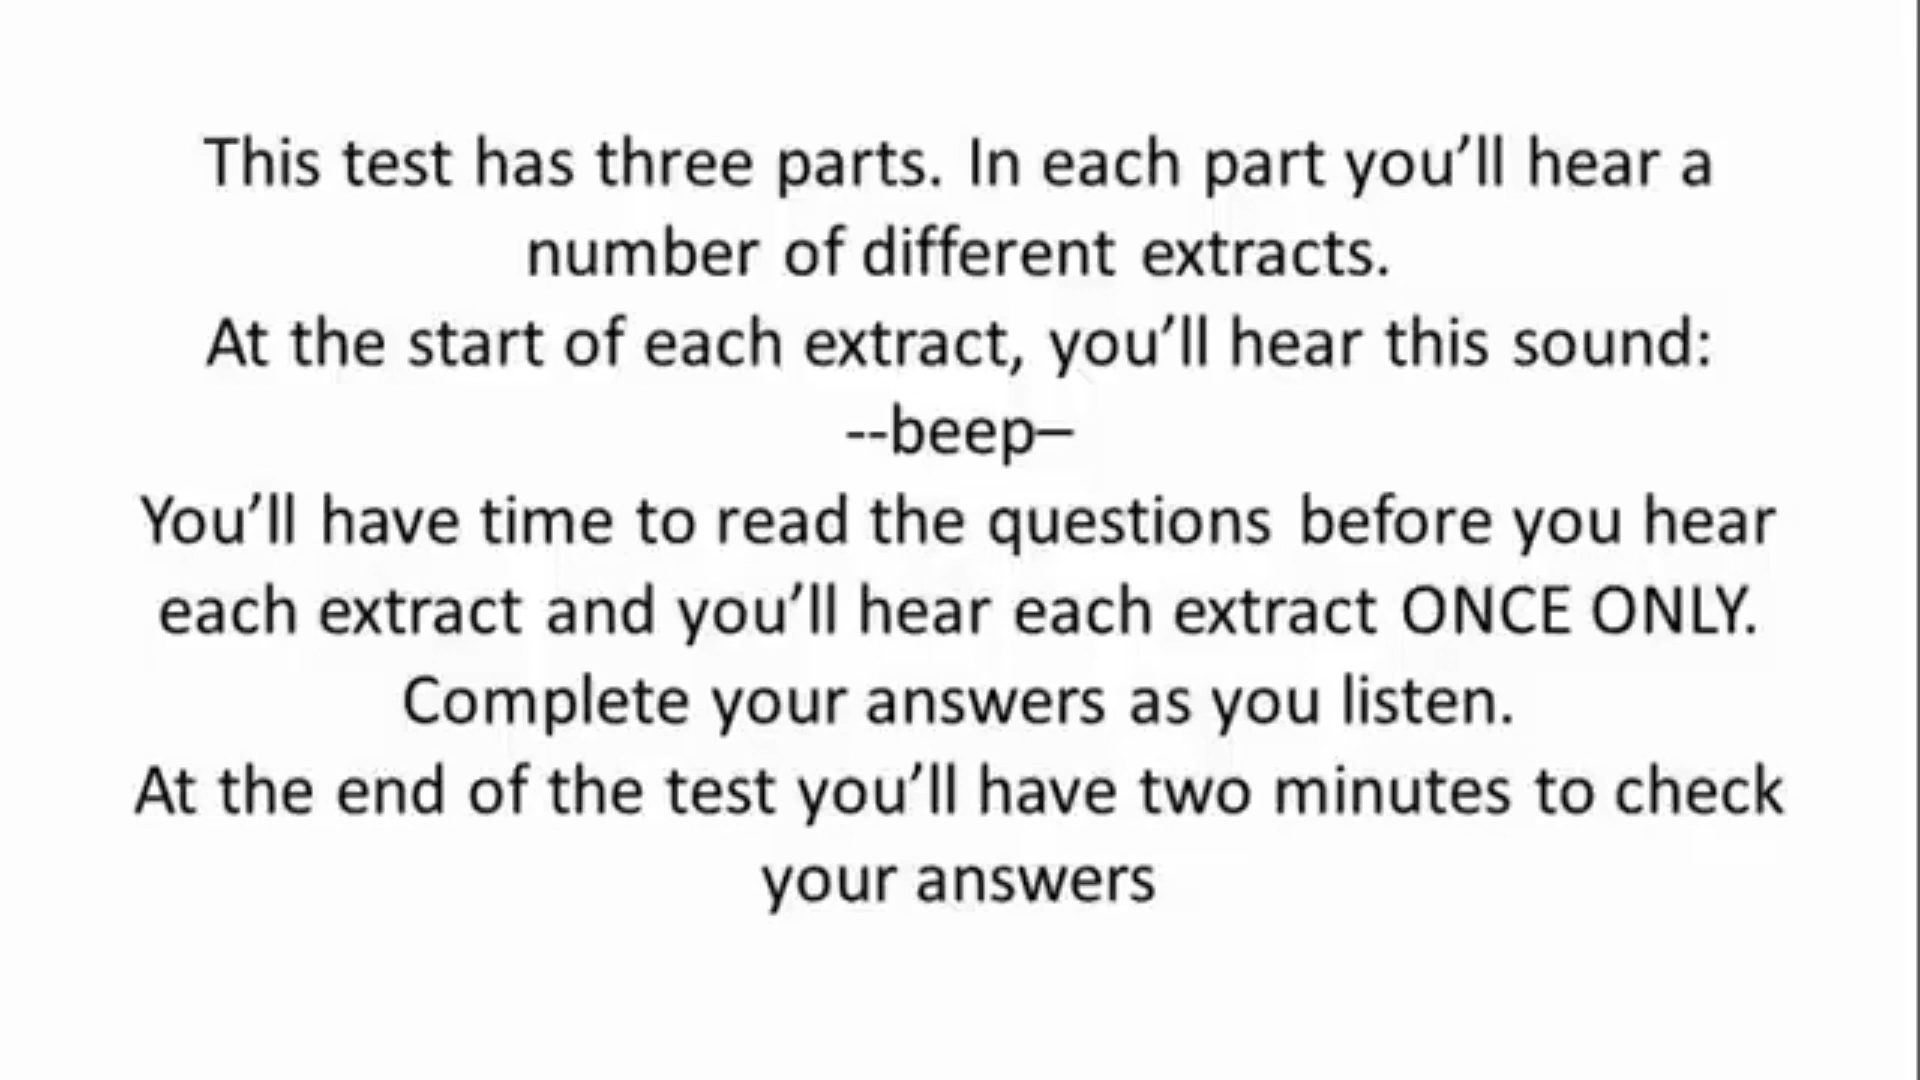 This test has three parts. In each part you’ll hear a
number of different extracts.
At the start of each extract, you’ll hear this sound:
--beep–
You’ll have time to read the questions before you hear
each extract and you’ll hear each extract ONCE ONLY.
Complete your answers as you listen.
At the end of the test you’ll have two minutes to check
your answers